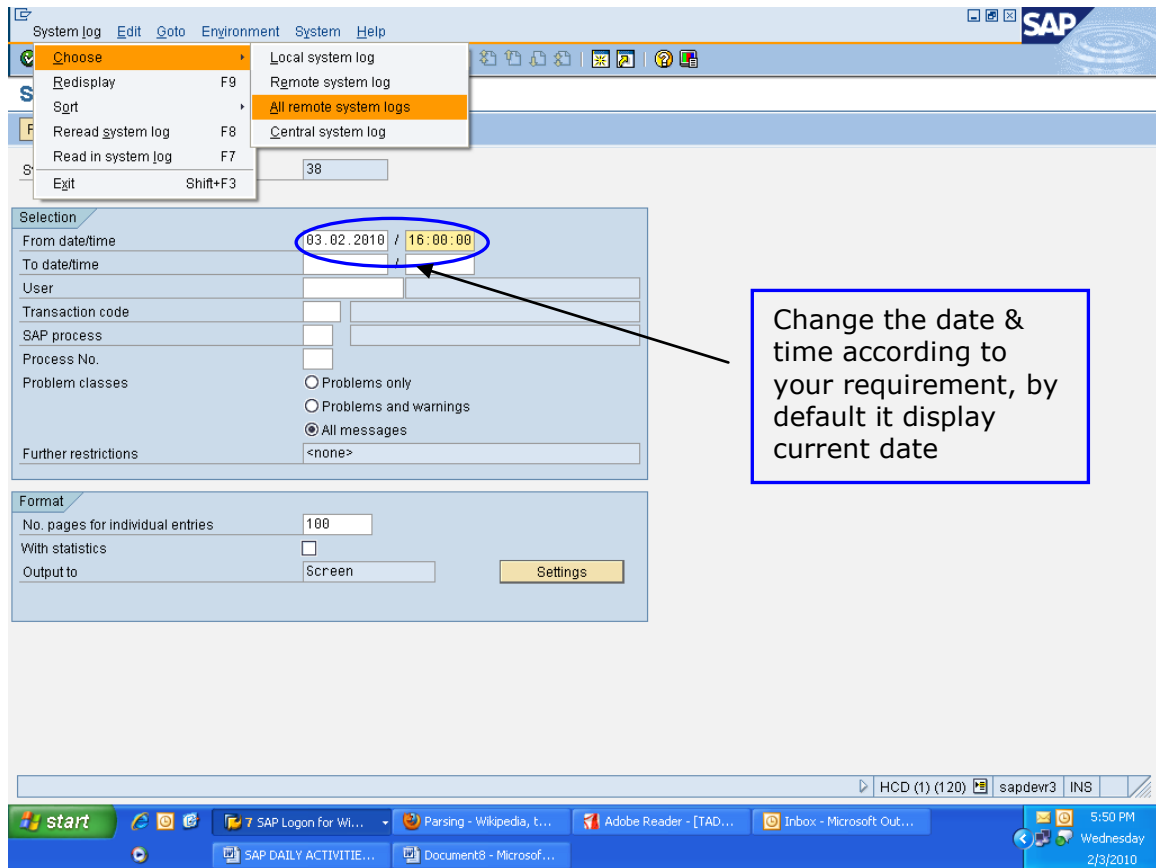 System log Edit Goto Environment System Help
SAP
Choose
Redisplay F9
Sort
Reread system log F8
Read in system log F7
Exit Shift+F3
Local system log
Remote system log
All remote system logs
Central system log
38
Selection
From date/time 03.02.2010 / 16:00:00
To date/time /
User
Transaction code
SAP process
Process No.
Problem classes
Problems only
Problems and warnings
All messages
Further restrictions <none>
Change the date &
time according to
your requirement, by
default it display
current date
Format
No. pages for individual entries 100
With statistics
Output to Screen Settings
HCD (1) (120) sapdevr3 INS
start 7 SAP Logon for Wi... Parsing - Wikipedia, t... Adobe Reader - [TAD... Inbox - Microsoft Out... 5:50 PM
SAP DAILY ACTIVITIE... Document8 - Microsof... Wednesday
2/3/2010